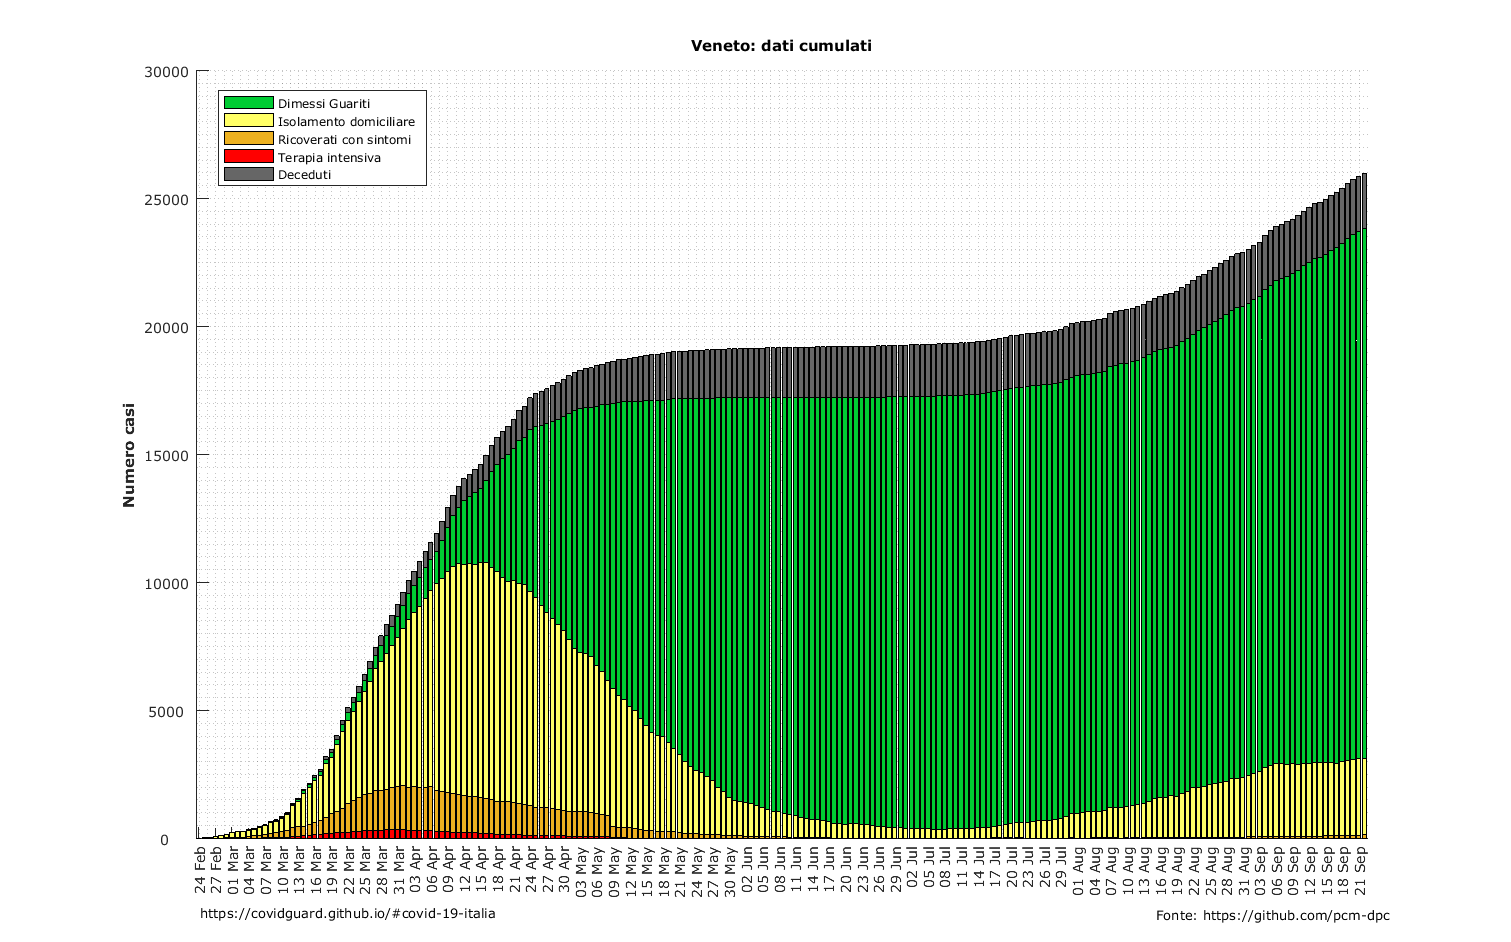 Veneto: dati cumulati
30000
25000
20000
15000
10000
5000
0
Numero casi
Dimessi Guariti
Isolamento domiciliare
Ricoverati con sintomi
Terapia intensiva
Deceduti
24 Feb
27 Feb
01 Mar
04 Mar
07 Mar
10 Mar
13 Mar
16 Mar
19 Mar
22 Mar
25 Mar
28 Mar
31 Mar
03 Apr
06 Apr
09 Apr
12 Apr
15 Apr
18 Apr
21 Apr
24 Apr
27 Apr
30 Apr
03 May
06 May
09 May
12 May
15 May
18 May
21 May
24 May
27 May
30 May
02 Jun
05 Jun
08 Jun
11 Jun
14 Jun
17 Jun
20 Jun
23 Jun
26 Jun
29 Jun
02 Jul
05 Jul
08 Jul
11 Jul
14 Jul
17 Jul
20 Jul
23 Jul
26 Jul
29 Jul
01 Aug
04 Aug
07 Aug
10 Aug
13 Aug
16 Aug
19 Aug
22 Aug
25 Aug
28 Aug
31 Aug
03 Sep
06 Sep
09 Sep
12 Sep
15 Sep
18 Sep
21 Sep
https://covidguard.github.io/#covid-19-italia
Fonte: https://github.com/pcm-dpc